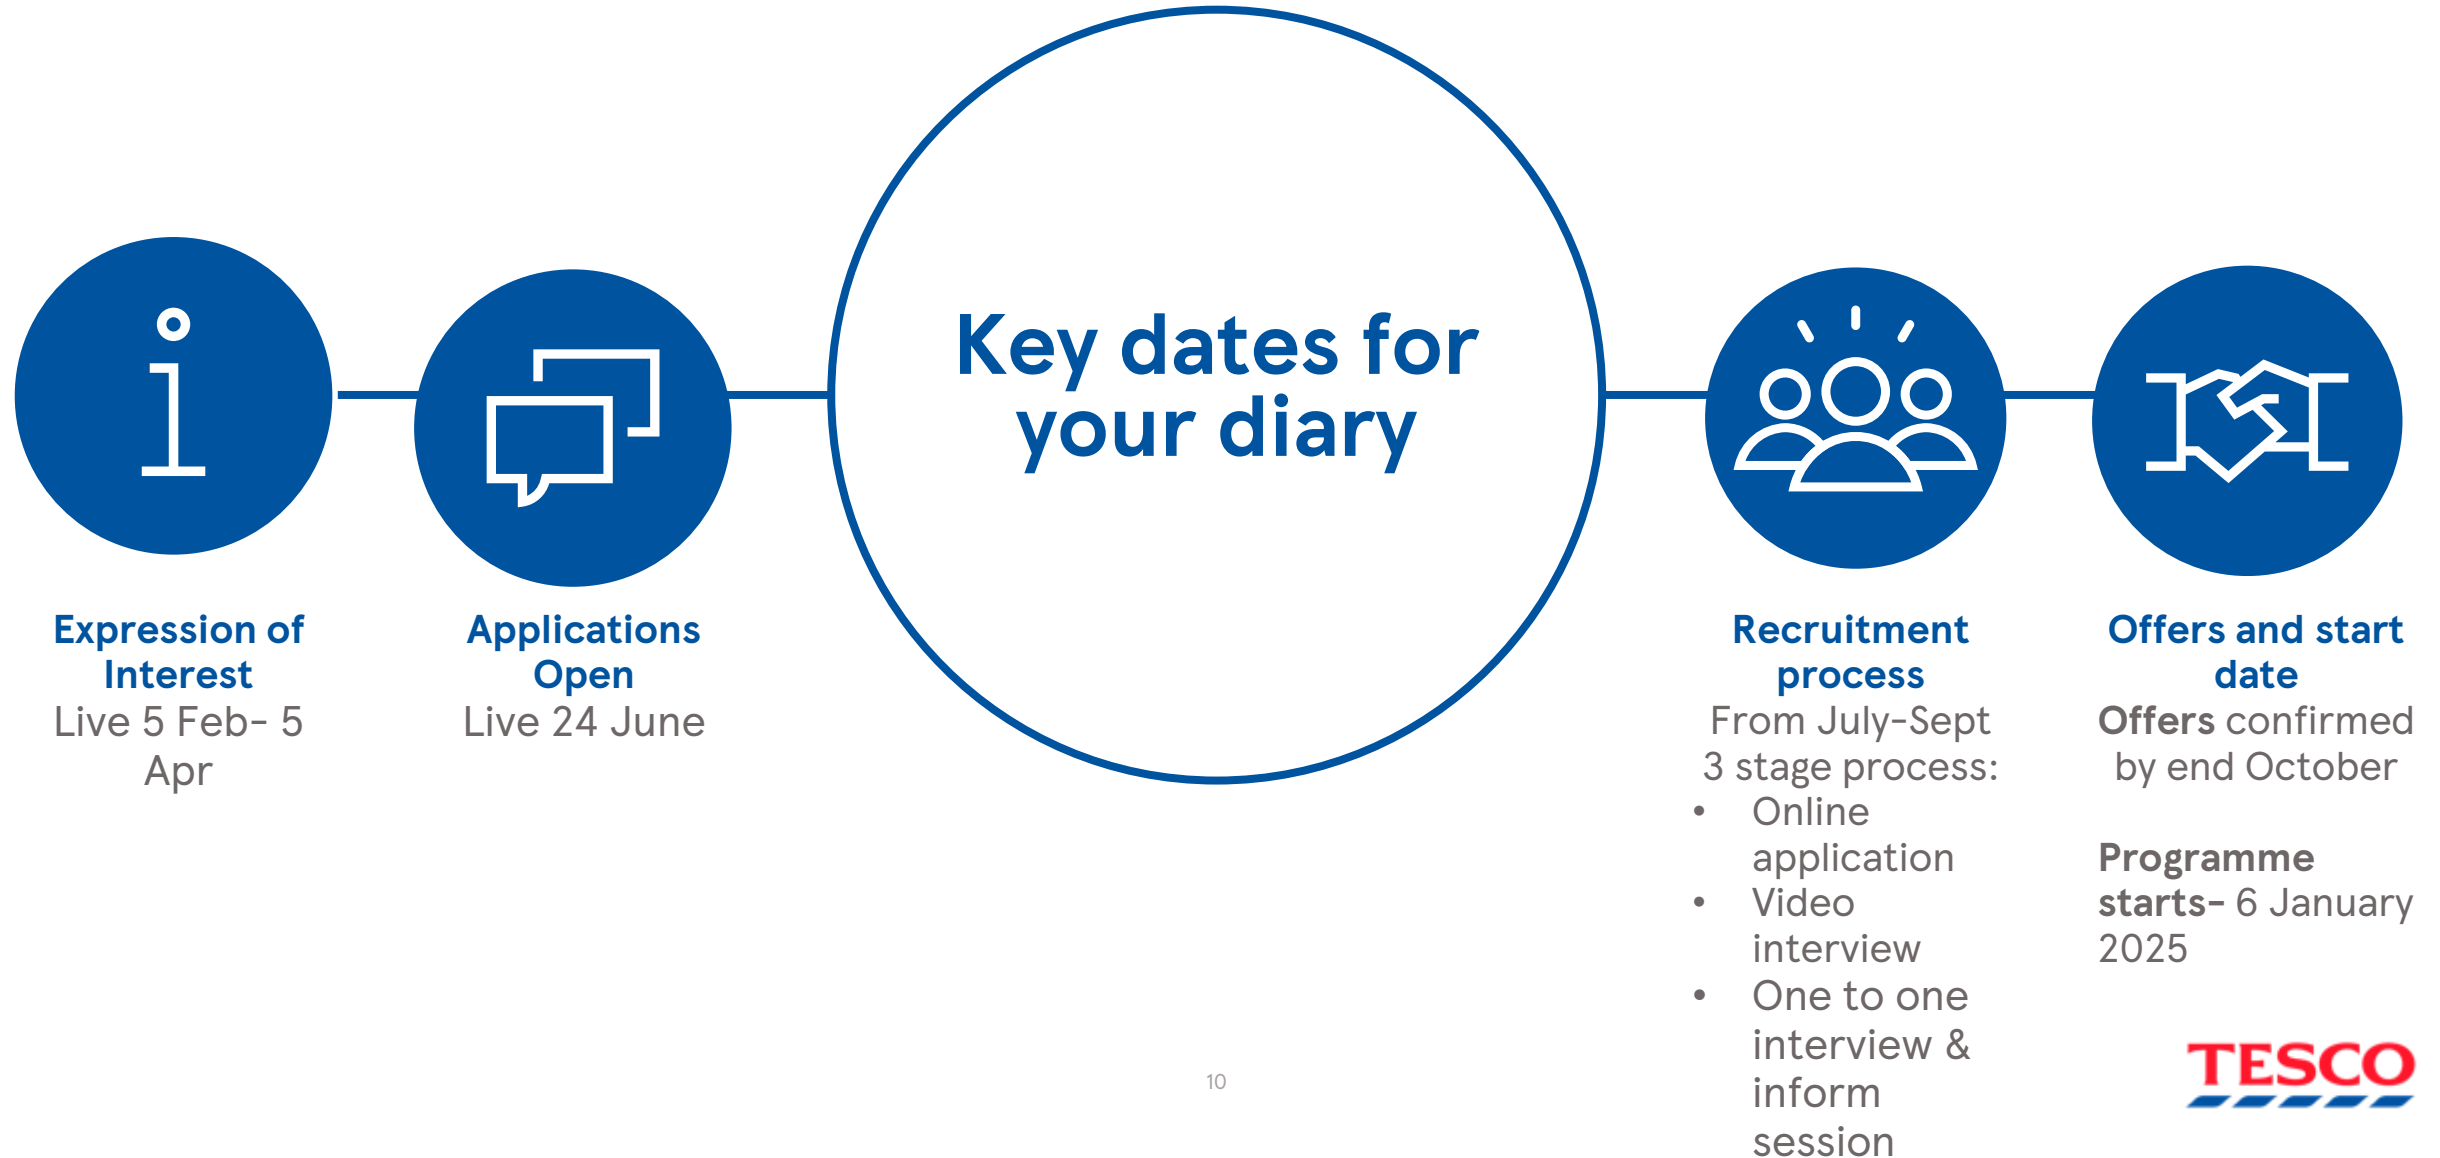 Key dates for
your diary
Expression of
Interest
Live 5 Feb- 5
Apr
Applications
Open
Live 24 June
Recruitment
process
From July-Sept
3 stage process:
• Online
application
• Video
interview
• One to one
interview &
inform
session
Offers and start
date
Offers confirmed
by end October
Programme
starts- 6 January
2025
10
TESCO